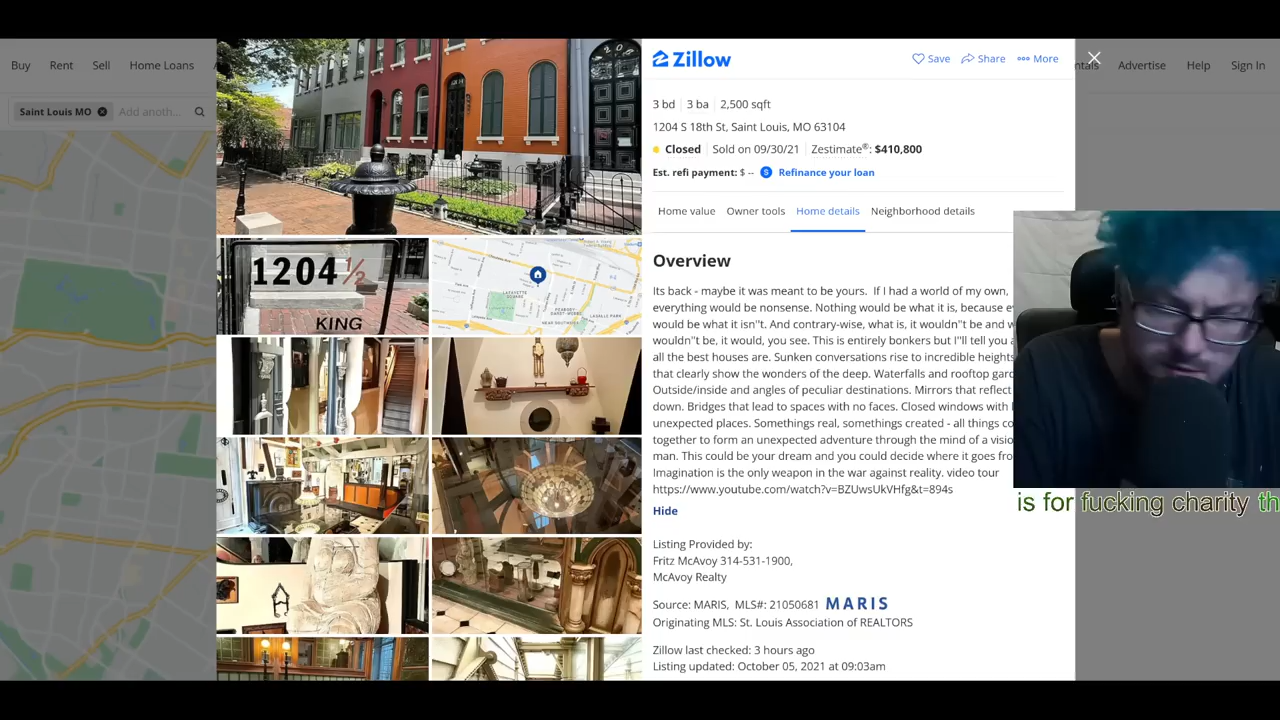 Zillow
Save
Share
More
Buy
Rent
Sell
Home Loans
Advertise
Help
Sign In
Saint Louis MO
Add anoth...
3 bd
3 ba
2,500 sqft
1204 S 18th St, Saint Louis, MO 63104
Closed
Sold on 09/30/21
Zestimate®: $410,800
Est. refi payment: $ --
Refinance your loan
Home value
Owner tools
Home details
Neighborhood details
Overview
Its back - maybe it was meant to be yours. If I had a world of my own,
everything would be nonsense. Nothing would be what it is, because
would be what it isn''t. And contrary-wise, what is, it wouldn''t be and
wouldn''t be, it would, you see. This is entirely bonkers but I''ll tell you
all the best houses are. Sunken conversations rise to incredible heights
that clearly show the wonders of the deep. Waterfalls and rooftop
Outside/inside and angles of peculiar destinations. Mirrors that reflect
down. Bridges that lead to spaces with no faces. Closed windows with
unexpected places. Somethings real, somethings created - all things
together to form an unexpected adventure through the mind of a
man. This could be your dream and you could decide where it goes
Imagination is the only weapon in the war against reality. video tour
https://www.youtube.com/watch?v=BZUwsUkVHfg&t=894s
Hide
Listing Provided by:
Fritz McAvoy 314-531-1900,
McAvoy Realty
Source: MARIS, MLS#: 21050681 MARIS
Originating MLS: St. Louis Association of REALTORS
Zillow last checked: 3 hours ago
Listing updated: October 05, 2021 at 09:03am
1204 ½
KING
is for fucking charity th